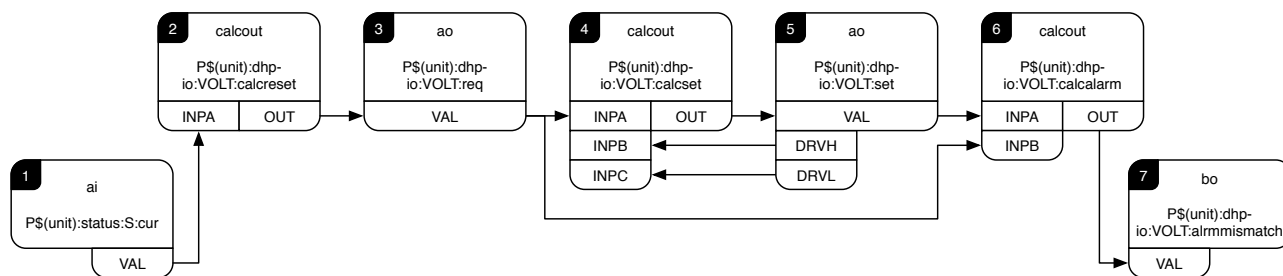 2
calcout
P$(unit):dhp-
io:VOLT:calcreset
INPA OUT
3
ao
P$(unit):dhp-
io:VOLT:req
VAL
4
calcout
P$(unit):dhp-
io:VOLT:calcset
INPA OUT
INPB
INPC
5
ao
P$(unit):dhp-
io:VOLT:set
VAL
DRVH
DRVL
6
calcout
P$(unit):dhp-
io:VOLT:calcalarm
INPA OUT
INPB
1
ai
P$(unit):status:S:cur
VAL
7
bo
P$(unit):dhp-
io:VOLT:alrmmismatch
VAL